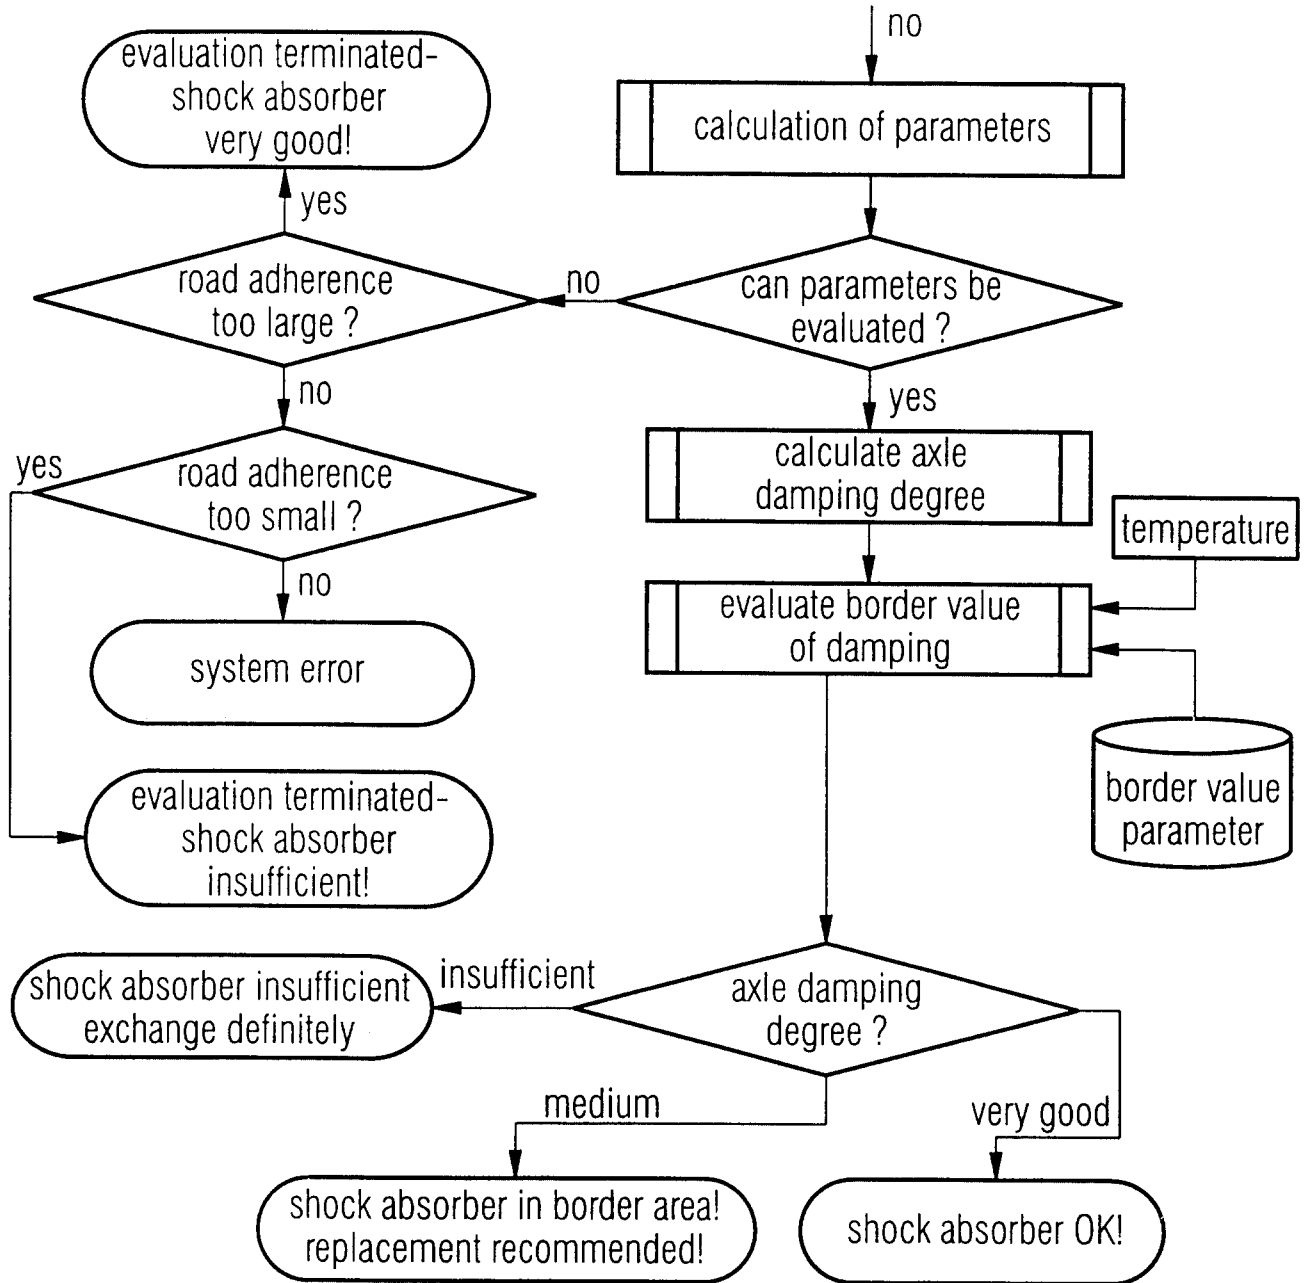 no
evaluation terminated-
shock absorber
very good!
calculation of parameters
yes
road adherence
too large ?
no
can parameters be
evaluated ?
no
yes
yes
road adherence
too small ?
calculate axle
damping degree
temperature
no
evaluate border value
of damping
system error
border value
parameter
evaluation terminated-
shock absorber
insufficient!
shock absorber insufficient
exchange definitely
insufficient
axle damping
degree ?
medium
very good
shock absorber in border area!
replacement recommended!
shock absorber OK!